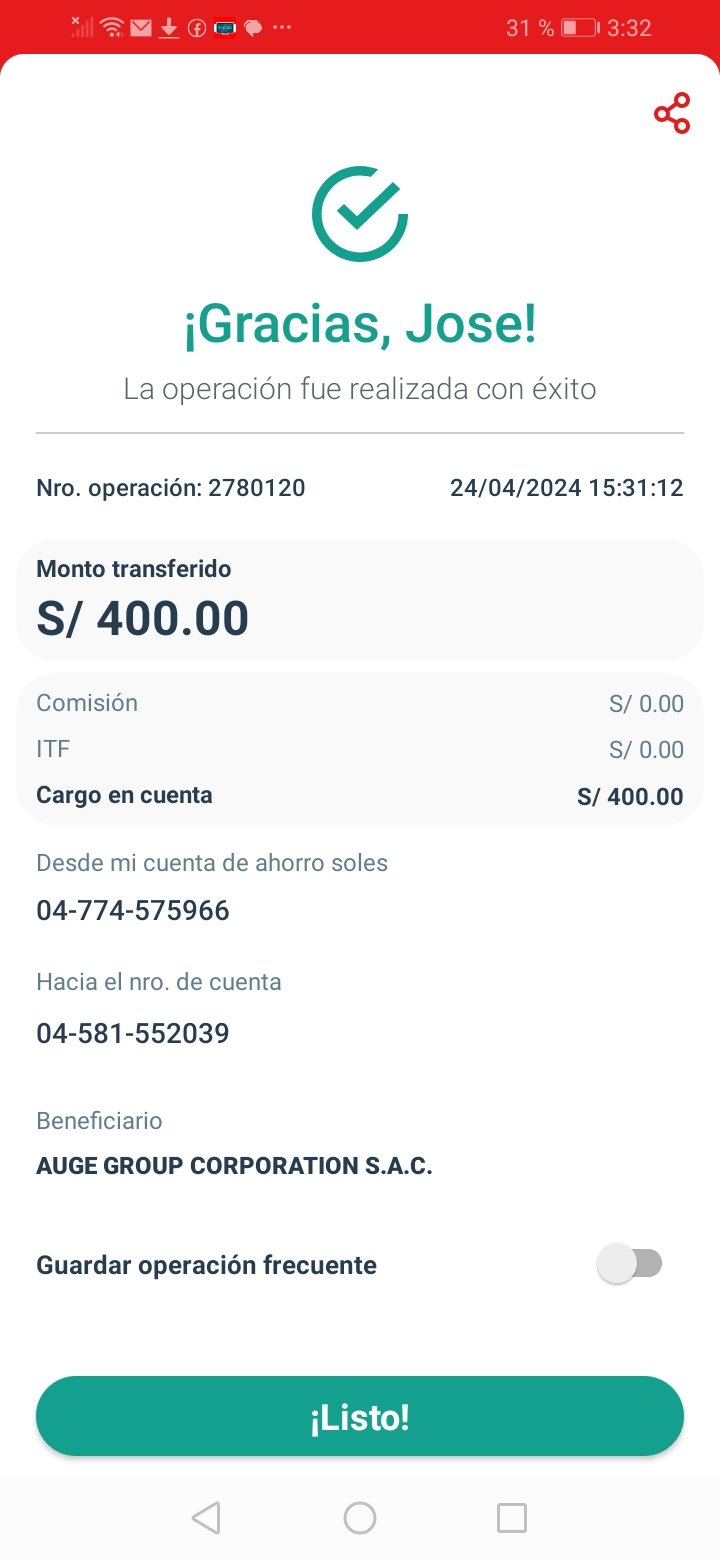 31 % 3:32
¡Gracias, Jose!
La operación fue realizada con éxito
Nro. operación: 2780120 24/04/2024 15:31:12
Monto transferido
S/ 400.00
Comisión S/ 0.00
ITF S/ 0.00
Cargo en cuenta S/ 400.00
Desde mi cuenta de ahorro soles
04-774-575966
Hacia el nro. de cuenta
04-581-552039
Beneficiario
AUGE GROUP CORPORATION S.A.C.
Guardar operación frecuente
¡Listo!